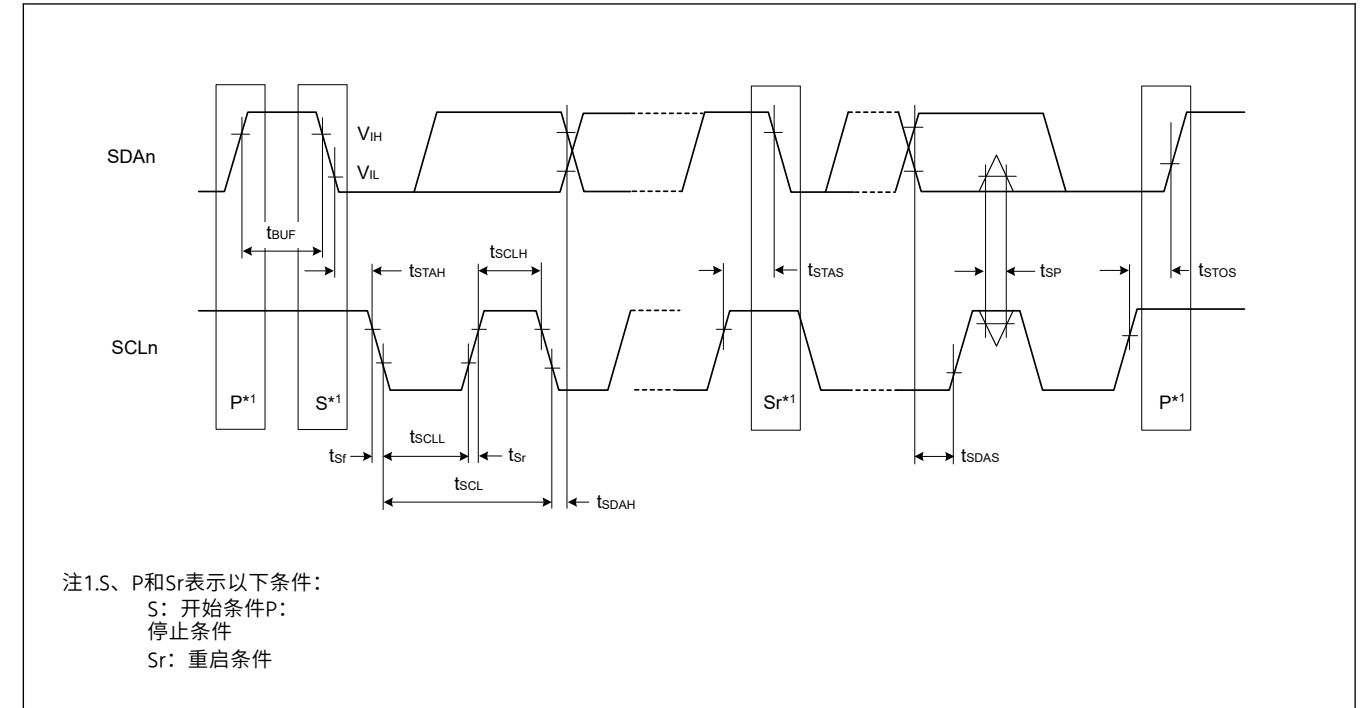 SDAn
VIH
VIL
tBUF
tSTAH
tSCLH
tSTAS
tSP
tSTOS
SCLn
P*1
S*1
Sr*1
P*1
tSf
tSCLL
tSr
tSDAS
tSCL
tSDAH
注1.S、P和Sr表示以下条件：
S：开始条件P：
停止条件
Sr：重启条件